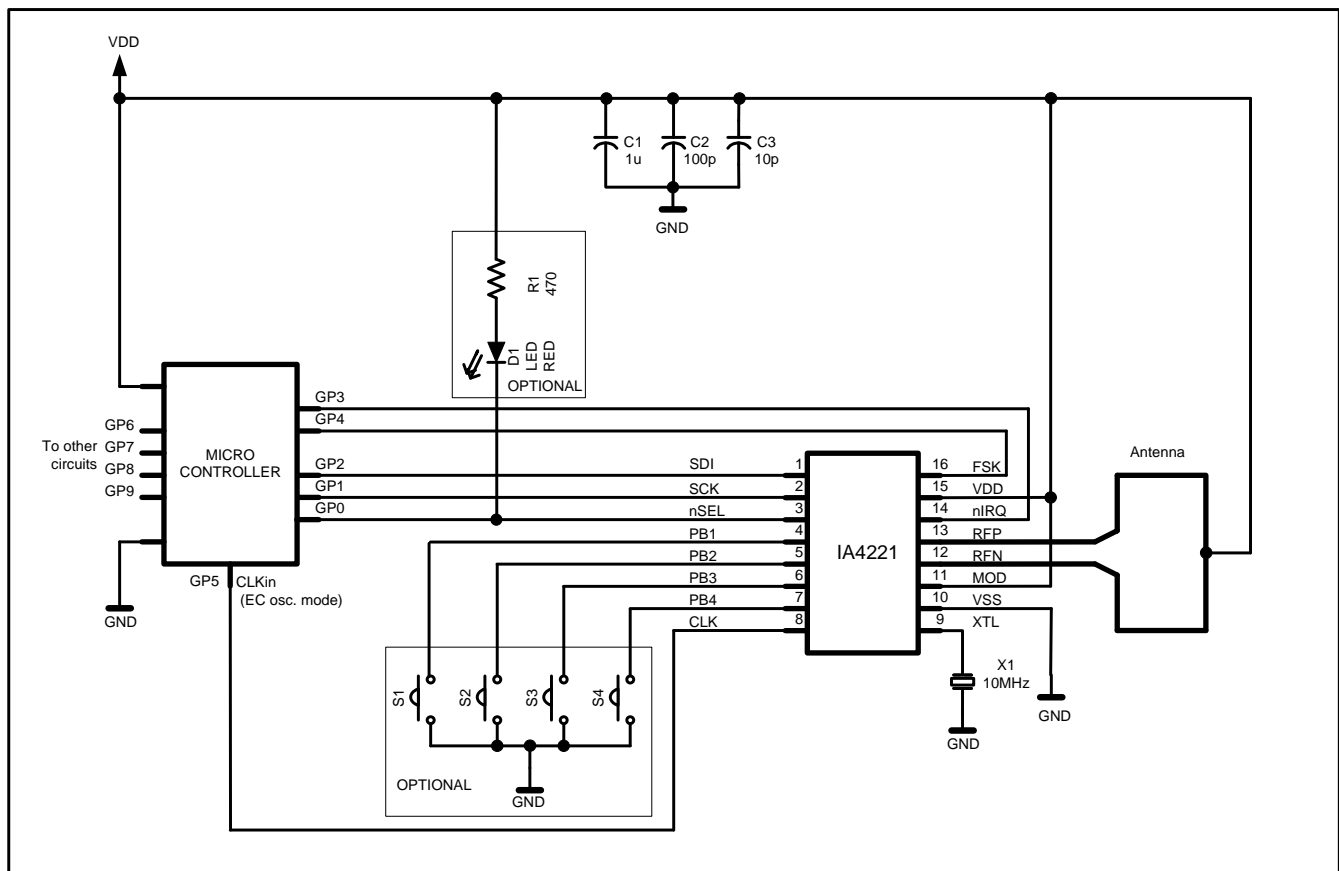 VDD
C1
1u
C2
100p
C3
10p
GND
R1
470
D1
LED
RED
OPTIONAL
GP3
GP4
GP6
To other
circuits
GP7
GP8
GP9
MICRO
CONTROLLER
GP2
GP1
GP0
SDI
SCK
nSEL
PB1
PB2
PB3
PB4
CLK
1
2
3
4
5
6
7
8
IA4221
16
15
14
13
12
11
10
9
FSK
VDD
nIRQ
RFP
RFN
MOD
VSS
XTL
Antenna
GP5
CLKin
(EC osc. mode)
GND
S1
S2
S3
S4
OPTIONAL
GND
X1
10MHz
GND
GND